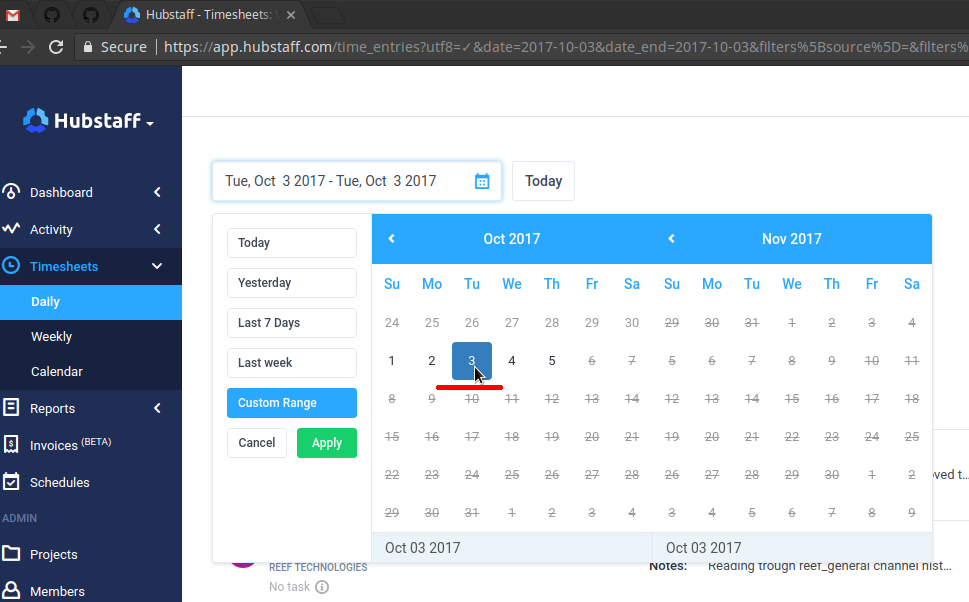 Hubstaff - Timesheets:
Secure https://app.hubstaff.com/time_entries?utf8=✓&date=2017-10-03&date_end=2017-10-03&filters%5Bsource%5D=&filters%
Hubstaff
Dashboard
Activity
Timesheets
Daily
Weekly
Calendar
Reports
Invoices (BETA)
Schedules
ADMIN
Projects
Members
Tue, Oct 3 2017 - Tue, Oct 3 2017
Today
Today
Yesterday
Last 7 Days
Last week
Custom Range
Cancel Apply
Oct 2017
Su Mo Tu We Th Fr Sa
24 25 26 27 28 29 30
1 2 3 4 5 6 7
8 9 10 11 12 13 14
15 16 17 18 19 20 21
22 23 24 25 26 27 28
29 30 31 1 2 3 4
Oct 03 2017
Nov 2017
Su Mo Tu We Th Fr Sa
29 30 31 1 2 3 4
5 6 7 8 9 10 11
12 13 14 15 16 17 18
19 20 21 22 23 24 25
26 27 28 29 30 1 2
3 4 5 6 7 8 9
Oct 03 2017
oved t...
REEF TECHNOLOGIES
No task
Notes: Reading trough reef_general channel hist...